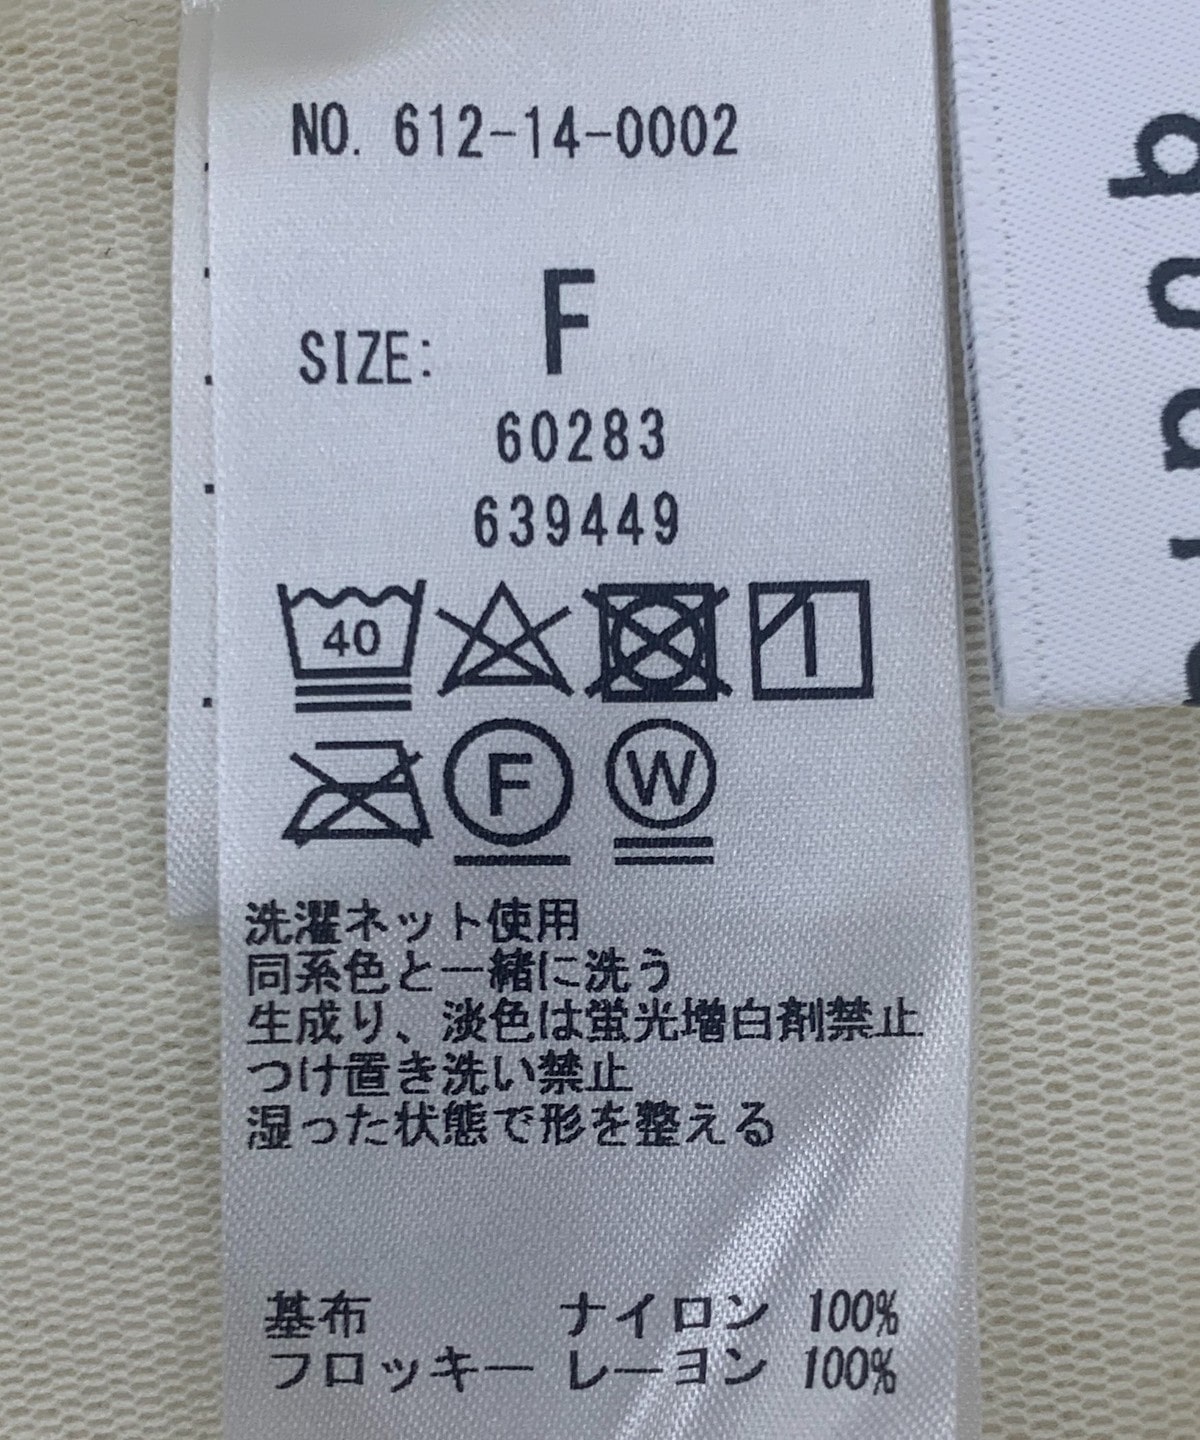 NO. 612-14-0002
SIZE: F
60283
639449
40
F
W
洗濯ネット使用
同系色と一緒に洗う
生成り、淡色は蛍光増白剤禁止
つけ置き洗い禁止
湿った状態で形を整える
基布 ナイロン 100%
フロッキー レーヨン 100%